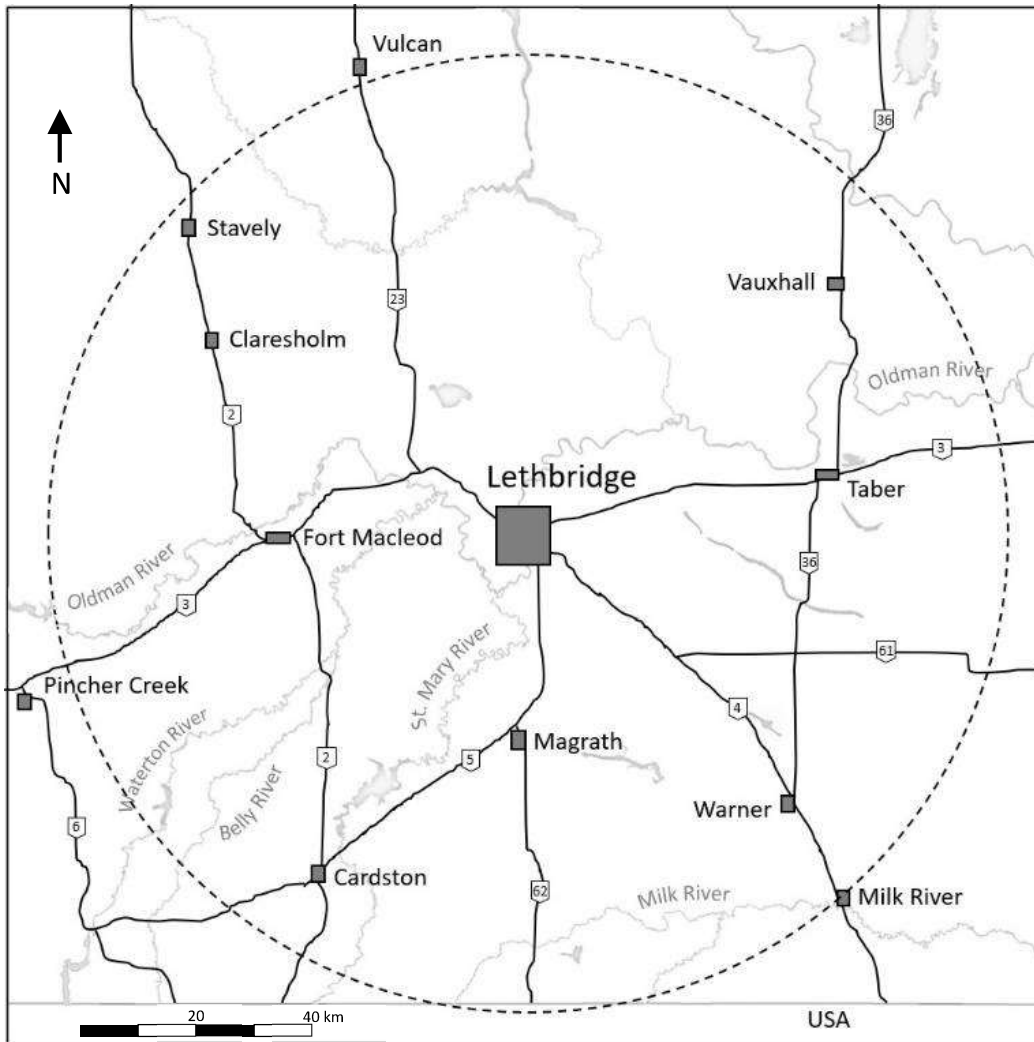 Vulcan
36
N
Stavely
Vauxhall
23
Claresholm
Oldman River
2
3
Lethbridge
Taber
Fort Macleod
Oldman River
36
3
St. Mary River
61
Pincher Creek
4
Waterton River
2
5
Magrath
Belly River
Warner
6
Cardston
62
Milk River
Milk River
20
40 km
USA